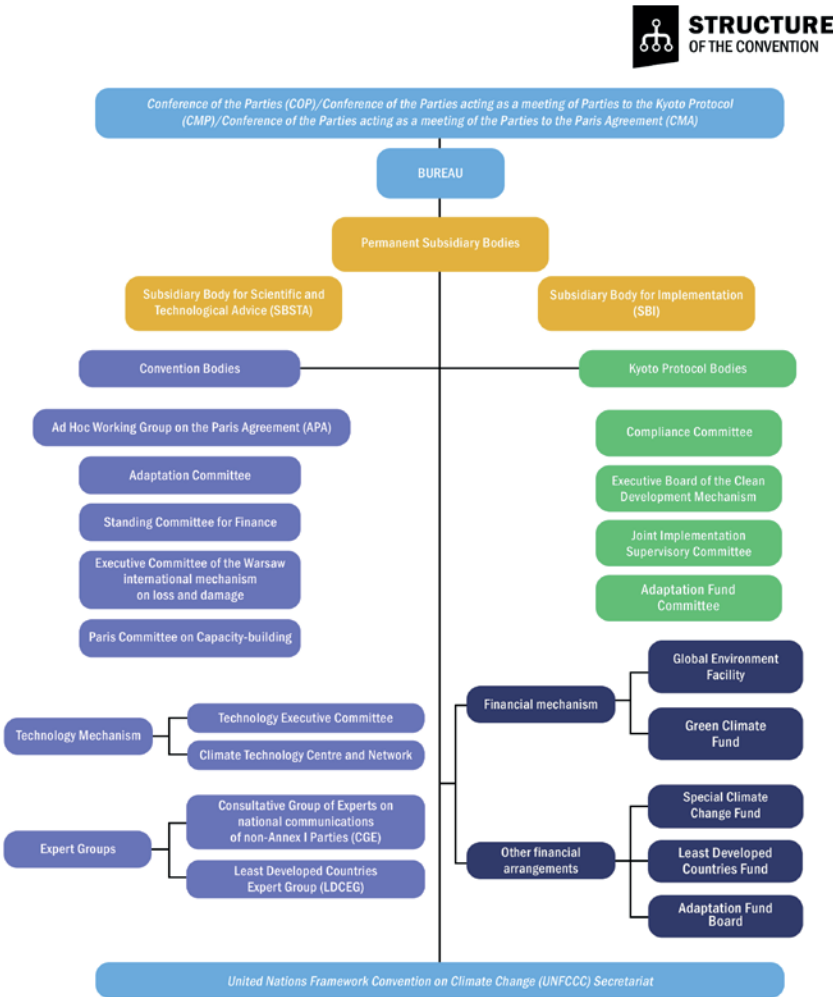 STRUCTURE
OF THE CONVENTION
Conference of the Parties (COP)/Conference of the Parties acting as a meeting of Parties to the Kyoto Protocol
(CMP)/Conference of the Parties acting as a meeting of the Parties to the Paris Agreement (CMA)
BUREAU
Permanent Subsidiary Bodies
Subsidiary Body for Scientific and
Technological Advice (SBSTA)
Subsidiary Body for Implementation
(SBI)
Convention Bodies
Kyoto Protocol Bodies
Ad Hoc Working Group on the Paris Agreement (APA)
Adaptation Committee
Standing Committee for Finance
Executive Committee of the Warsaw
international mechanism
on loss and damage
Paris Committee on Capacity-building
Compliance Committee
Executive Board of the Clean
Development Mechanism
Joint Implementation
Supervisory Committee
Adaptation Fund
Committee
Technology Mechanism
Technology Executive Committee
Climate Technology Centre and Network
Expert Groups
Consultative Group of Experts on
national communications
of non-Annex I Parties (CGE)
Least Developed Countries
Expert Group (LDCEG)
Financial mechanism
Global Environment
Facility
Green Climate
Fund
Other financial
arrangements
Special Climate
Change Fund
Least Developed
Countries Fund
Adaptation Fund
Board
United Nations Framework Convention on Climate Change (UNFCCC) Secretariat